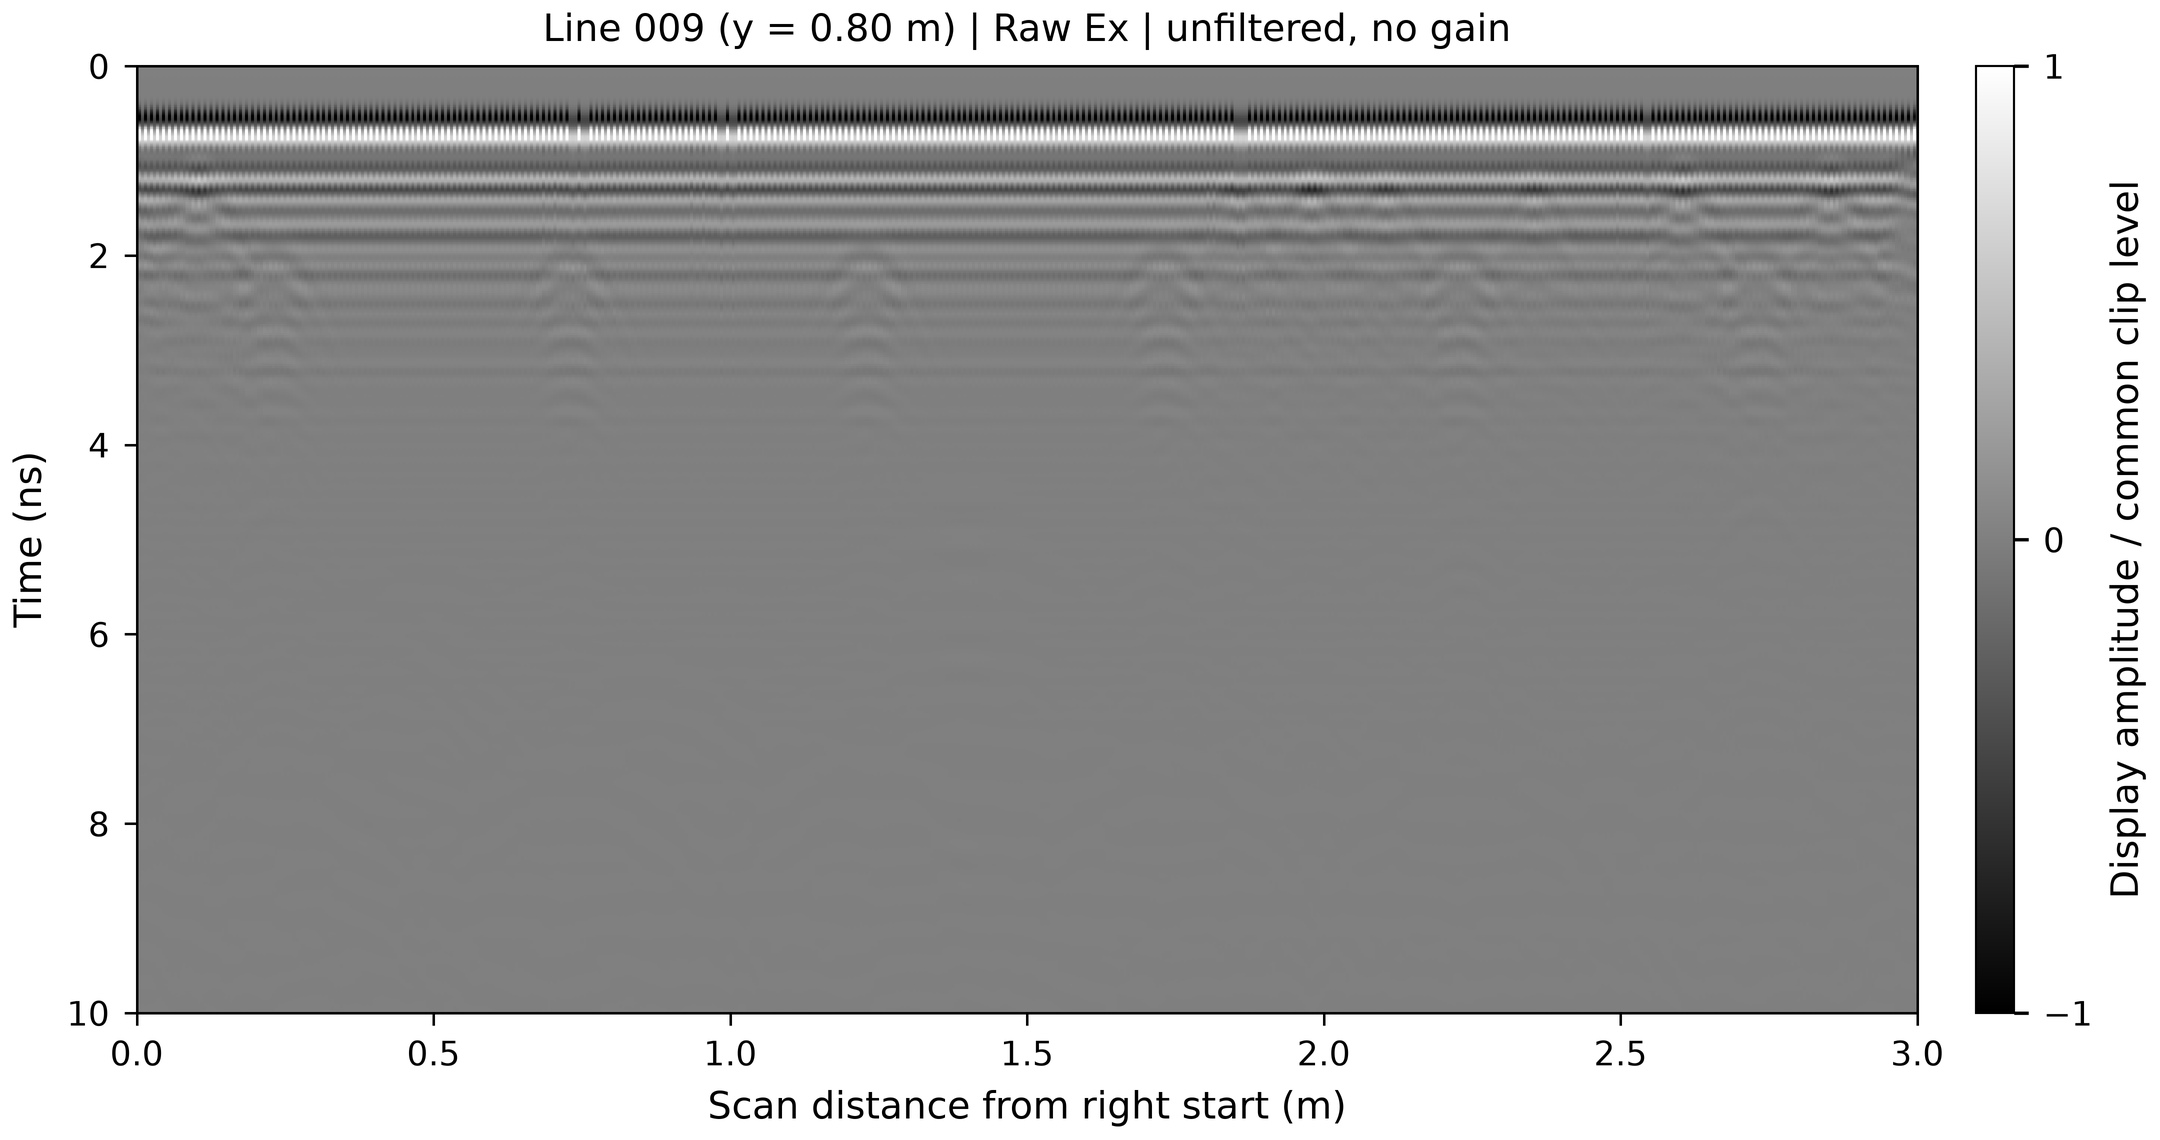 Line 009 (y = 0.80 m) | Raw Ex | unfiltered, no gain
0
2
4
6
8
10
Time (ns)
0.0 0.5 1.0 1.5 2.0 2.5 3.0
Scan distance from right start (m)
1
0
−1
Display amplitude / common clip level